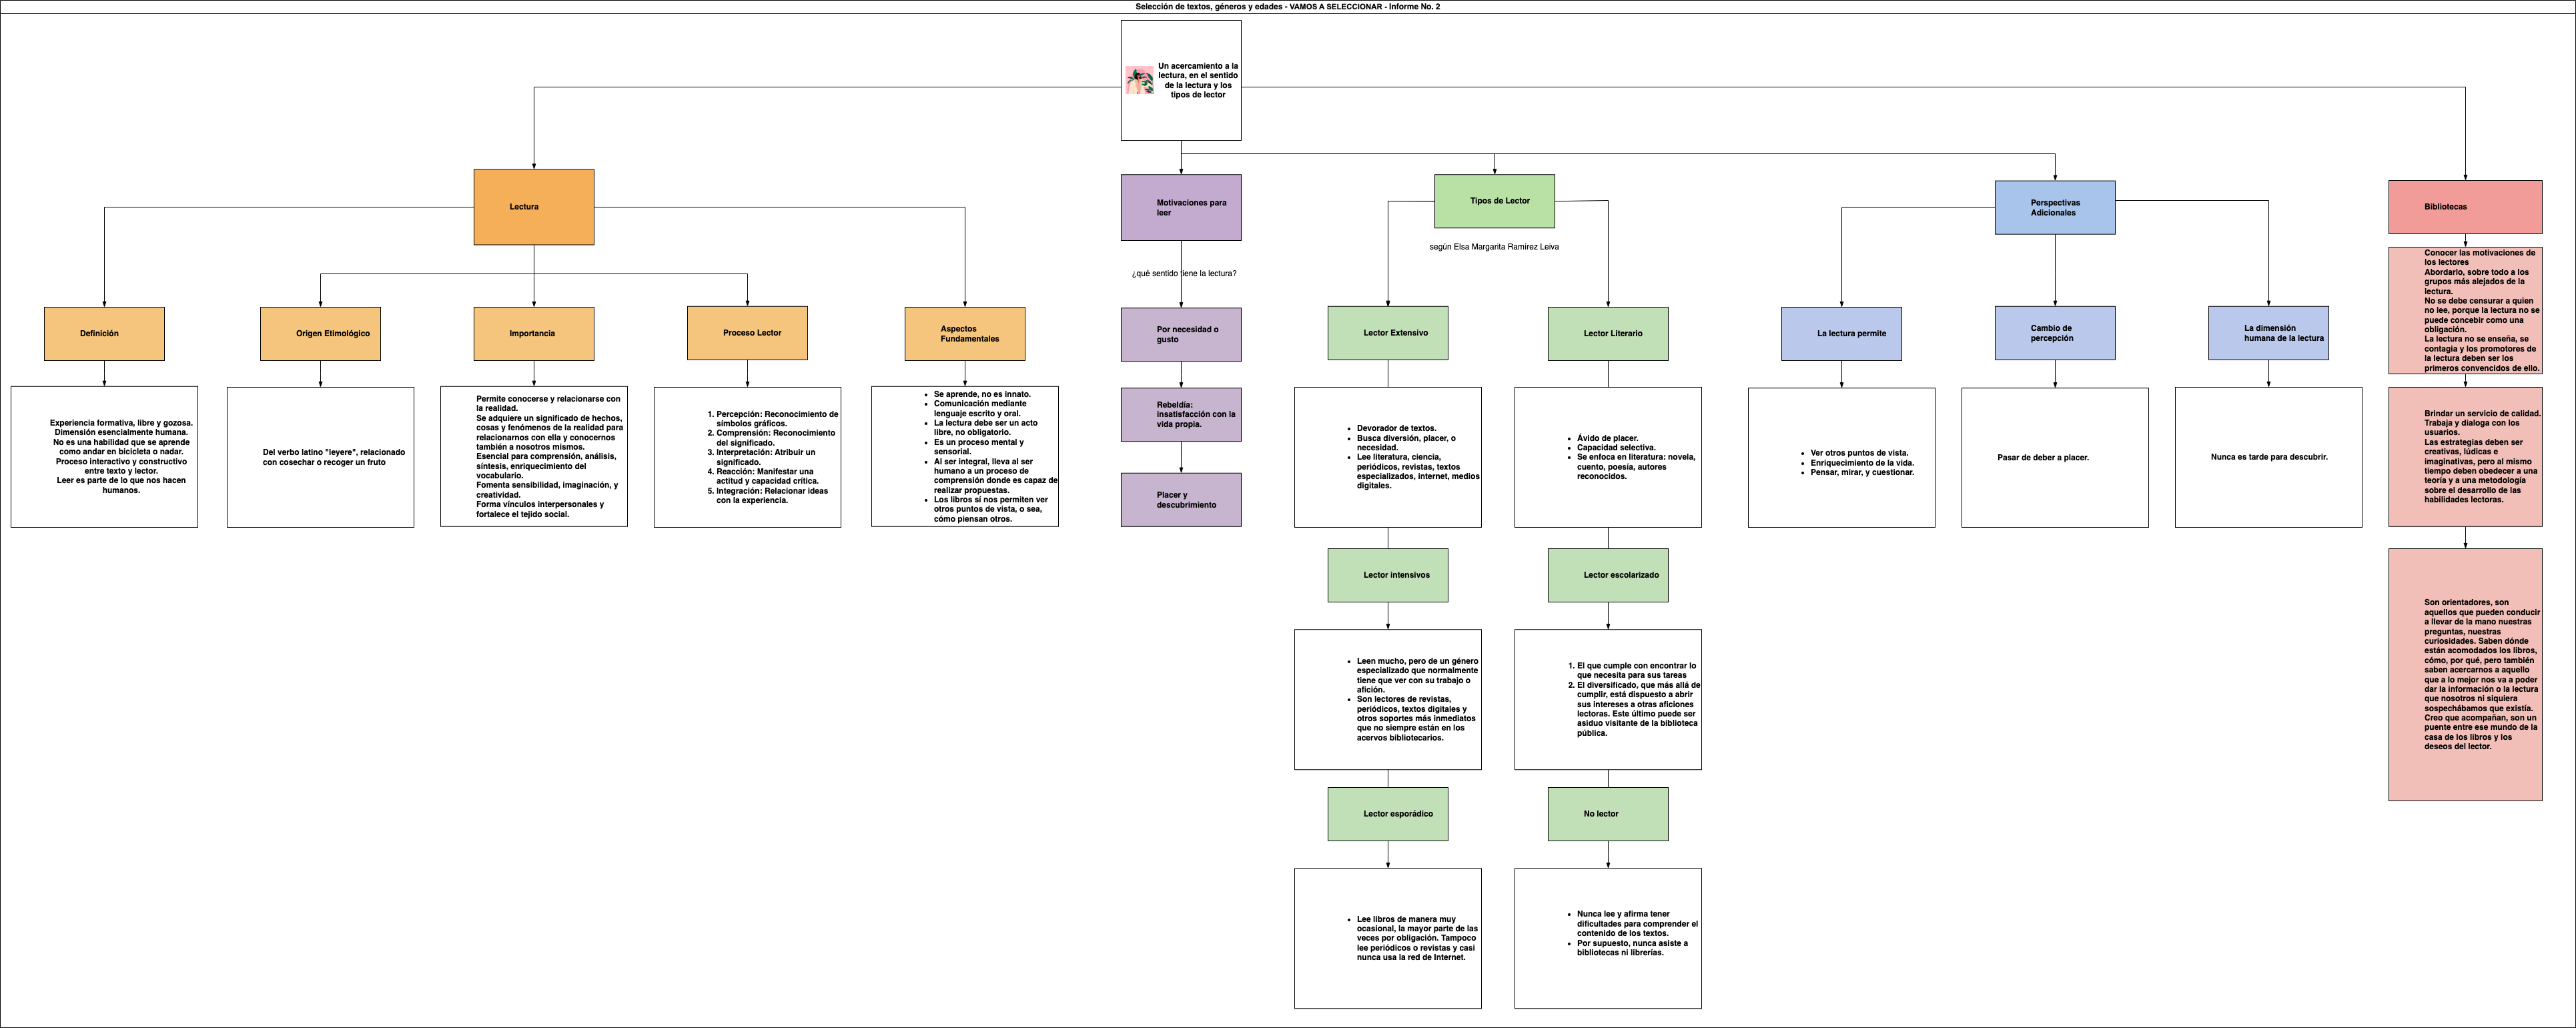 Selección de textos, géneros y edades - VAMOS A SELECCIONAR - Informe No. 2
Un acercamiento a la
lectura, en el sentido
de la lectura y los
tipos de lector
Lectura
Definición
Experiencia formativa, libre y gozosa.
Dimensión esencialmente humana.
No es una habilidad que se aprende
como andar en bicicleta o nadar.
Proceso interactivo y constructivo
entre texto y lector.
Leer es parte de lo que nos hacen
humanos.
Origen Etimológico
Del verbo latino "leyere", relacionado
con cosechar o recoger un fruto
Importancia
Permite conocerse y relacionarse con
la realidad.
Se adquiere un significado de hechos,
cosas y fenómenos de la realidad para
relacionarnos con ella y conocernos
también a nosotros mismos.
Esencial para comprensión, análisis,
síntesis, enriquecimiento del
vocabulario.
Fomenta sensibilidad, imaginación, y
creatividad.
Forma vínculos interpersonales y
fortalece el tejido social.
Proceso Lector
1. Percepción: Reconocimiento de
símbolos gráficos.
2. Comprensión: Reconocimiento
del significado.
3. Interpretación: Atribuir un
significado.
4. Reacción: Manifestar una
actitud y capacidad crítica.
5. Integración: Relacionar ideas
con la experiencia.
Aspectos
Fundamentales
• Se aprende, no es innato.
• Comunicación mediante
lenguaje escrito y oral.
• La lectura debe ser un acto
libre, no obligatorio.
• Es un proceso mental y
sensorial.
• Al ser integral, lleva al ser
humano a un proceso de
comprensión donde es capaz de
realizar propuestas.
• Los libros sí nos permiten ver
otros puntos de vista, o sea,
cómo piensan otros.
Motivaciones para
leer
¿qué sentido tiene la lectura?
Por necesidad o
gusto
Rebeldía:
insatisfacción con la
vida propia.
Placer y
descubrimiento
Tipos de Lector
según Elsa Margarita Ramírez Leiva
Lector Extensivo
• Devorador de textos.
• Busca diversión, placer, o
necesidad.
• Lee literatura, ciencia,
periódicos, revistas, textos
especializados, internet, medios
digitales.
Lector intensivos
• Leen mucho, pero de un género
especializado que normalmente
tiene que ver con su trabajo o
afición.
• Son lectores de revistas,
periódicos, textos digitales y
otros soportes más inmediatos
que no siempre están en los
acervos bibliotecarios.
Lector esporádico
• Lee libros de manera muy
ocasional, la mayor parte de las
veces por obligación. Tampoco
lee periódicos o revistas y casi
nunca usa la red de Internet.
Lector Literario
• Ávido de placer.
• Capacidad selectiva.
• Se enfoca en literatura: novela,
cuento, poesía, autores
reconocidos.
Lector escolarizado
1. El que cumple con encontrar lo
que necesita para sus tareas
2. El diversificado, que más allá de
cumplir, está dispuesto a abrir
sus intereses a otras aficiones
lectoras. Este último puede ser
asiduo visitante de la biblioteca
pública.
No lector
• Nunca lee y afirma tener
dificultades para comprender el
contenido de los textos.
• Por supuesto, nunca asiste a
bibliotecas ni librerías.
Perspectivas
Adicionales
La lectura permite
• Ver otros puntos de vista.
• Enriquecimiento de la vida.
• Pensar, mirar, y cuestionar.
Cambio de
percepción
Pasar de deber a placer.
La dimensión
humana de la lectura
Nunca es tarde para descubrir.
Bibliotecas
Conocer las motivaciones de
los lectores
Abordarlo, sobre todo a los
grupos más alejados de la
lectura.
No se debe censurar a quien
no lee, porque la lectura no se
puede concebir como una
obligación.
La lectura no se enseña, se
contagia y los promotores de
la lectura deben ser los
primeros convencidos de ello.
Brindar un servicio de calidad.
Trabaja y dialoga con los
usuarios.
Las estrategias deben ser
creativas, lúdicas e
imaginativas, pero al mismo
tiempo deben obedecer a una
teoría y a una metodología
sobre el desarrollo de las
habilidades lectoras.
Son orientadores, son
aquellos que pueden conducir
a llevar de la mano nuestras
preguntas, nuestras
curiosidades. Saben dónde
están acomodados los libros,
cómo, por qué, pero también
saben acercarnos a aquello
que a lo mejor nos va a poder
dar la información o la lectura
que nosotros ni siquiera
sospechábamos que existía.
Creo que acompañan, son un
puente entre ese mundo de la
casa de los libros y los
deseos del lector.